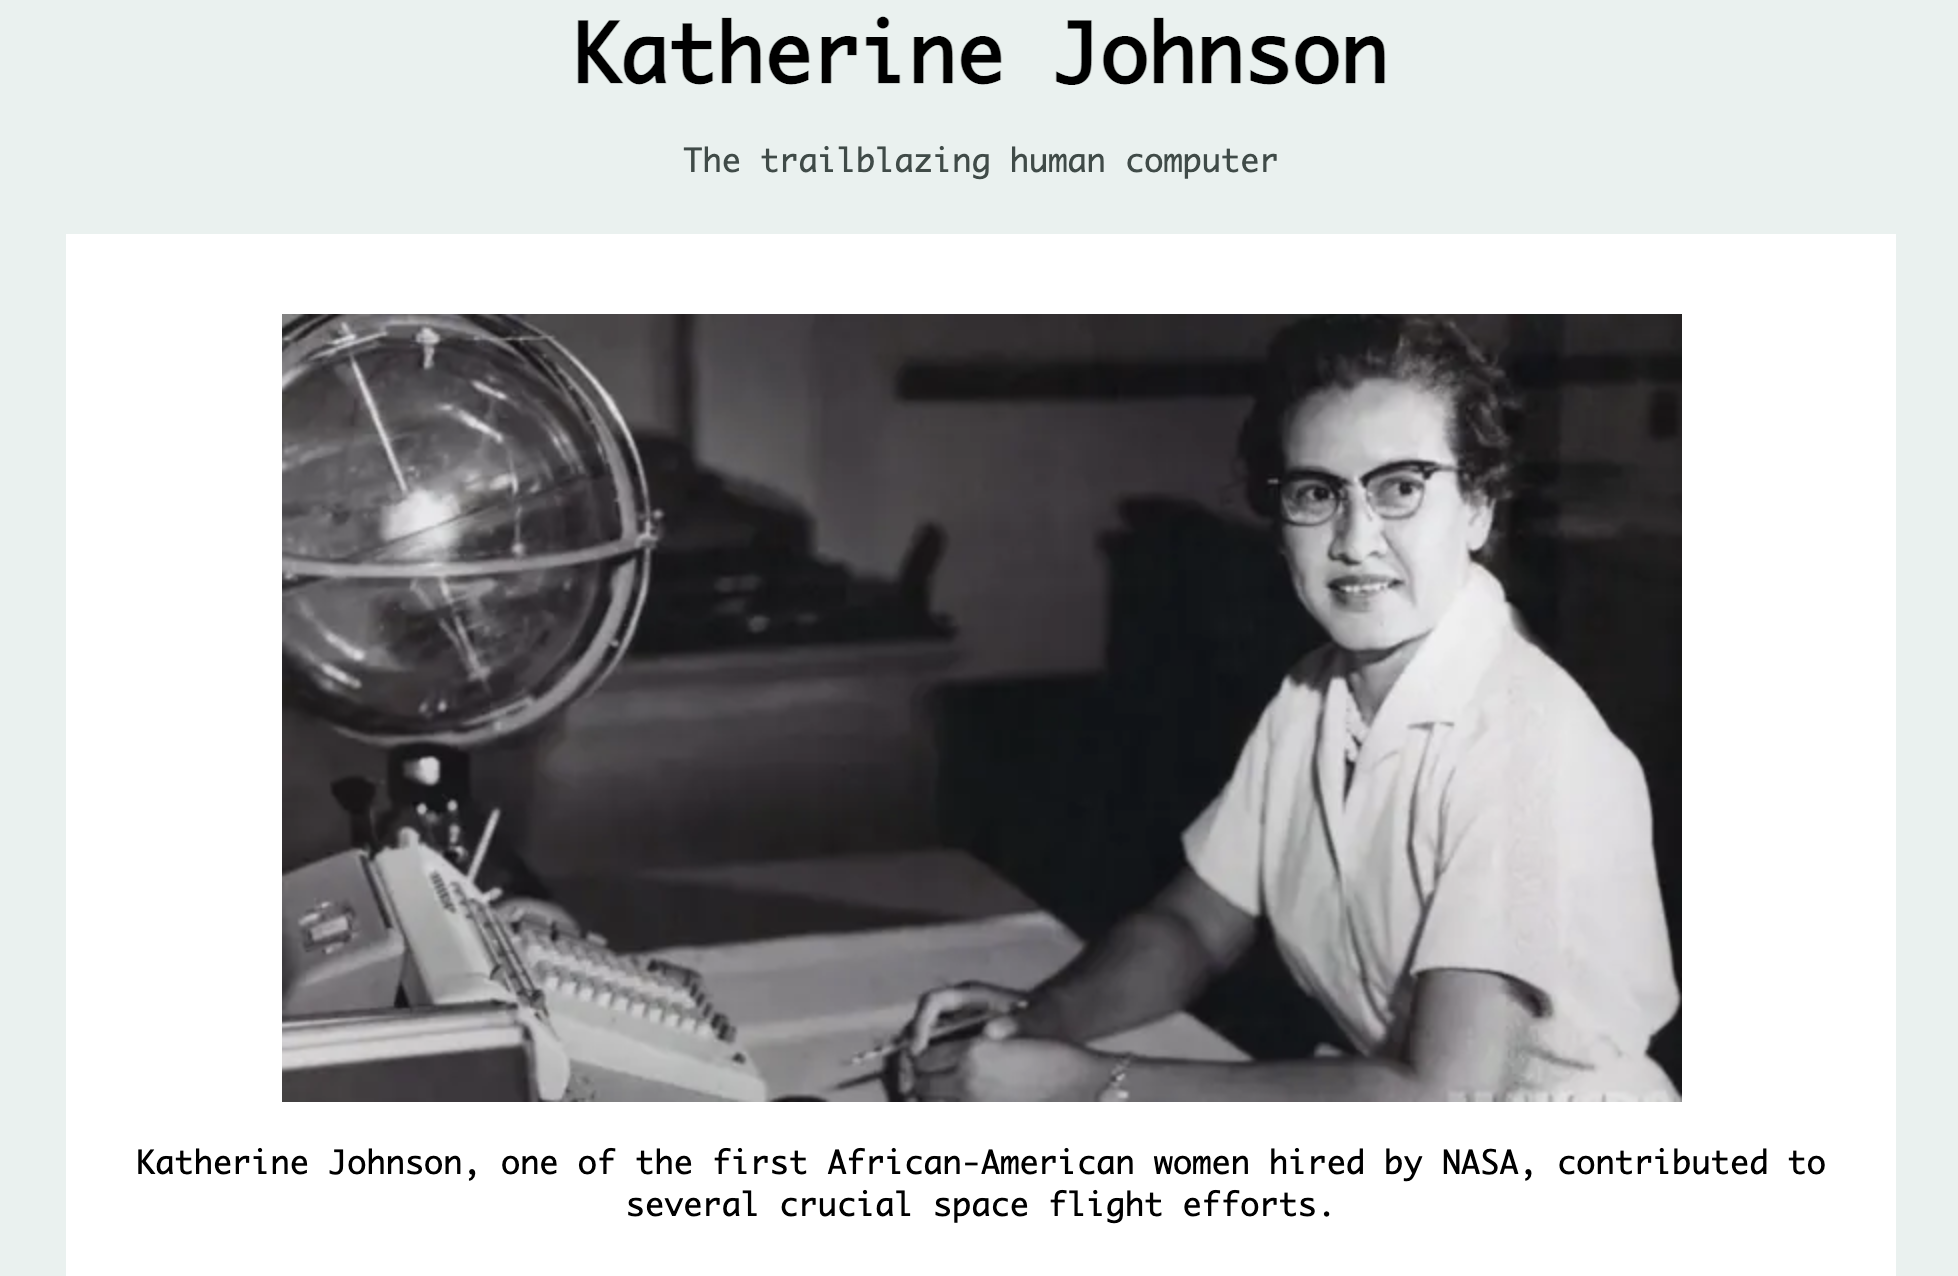 Katherine Johnson
The trailblazing human computer
Katherine Johnson, one of the first African-American women hired by NASA, contributed to
several crucial space flight efforts.